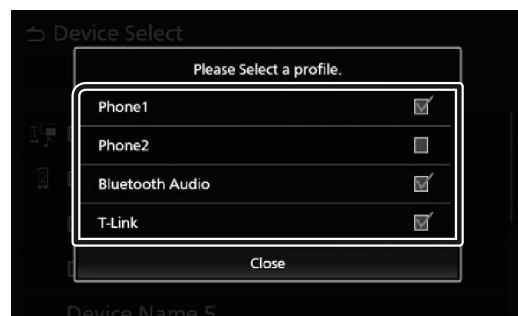 Device Select
Please Select a profile.
Phone1
Phone2
Bluetooth Audio
T-Link
Close
Device Name 5